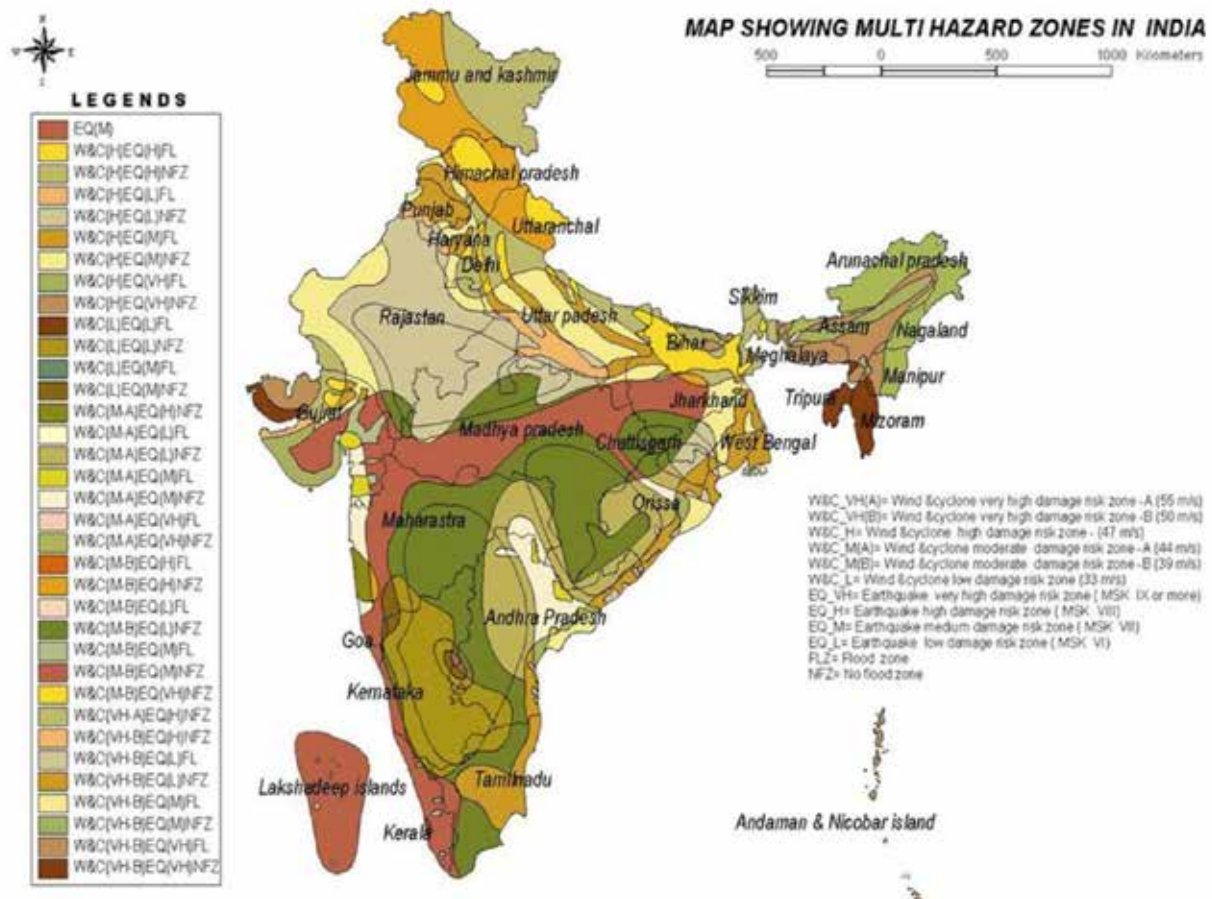 MAP SHOWING MULTI HAZARD ZONES IN INDIA
500 0 500 1000 Kilometers
N
W E
S
LEGENDS
EQ(M)
W&C(H)EQ(H)FL
W&C(H)EQ(H)NFZ
W&C(H)EQ(L)FL
W&C(H)EQ(L)NFZ
W&C(H)EQ(M)FL
W&C(H)EQ(M)NFZ
W&C(H)EQ(VH)FL
W&C(H)EQ(VH)NFZ
W&C(L)EQ(L)FL
W&C(L)EQ(L)NFZ
W&C(L)EQ(M)FL
W&C(L)EQ(M)NFZ
W&C(M-A)EQ(H)NFZ
W&C(M-A)EQ(L)FL
W&C(M-A)EQ(L)NFZ
W&C(M-A)EQ(M)FL
W&C(M-A)EQ(M)NFZ
W&C(M-A)EQ(VH)FL
W&C(M-A)EQ(VH)NFZ
W&C(M-B)EQ(H)FL
W&C(M-B)EQ(H)NFZ
W&C(M-B)EQ(L)FL
W&C(M-B)EQ(L)NFZ
W&C(M-B)EQ(M)FL
W&C(M-B)EQ(M)NFZ
W&C(M-B)EQ(VH)NFZ
W&C(VH-A)EQ(H)NFZ
W&C(VH-B)EQ(H)NFZ
W&C(VH-B)EQ(L)FL
W&C(VH-B)EQ(L)NFZ
W&C(VH-B)EQ(M)FL
W&C(VH-B)EQ(M)NFZ
W&C(VH-B)EQ(VH)FL
W&C(VH-B)EQ(VH)NFZ
Jammu and kashmir
Himachal pradesh
Punjab
Uttaranchal
Haryana
Delhi
Arunachal pradesh
Sikkim
Rajastan
Uttar padesh
Assam
Nagaland
Bihar
Meghalaya
Manipur
Tripura
Mizoram
Gujrat
Jharkhand
Madhya pradesh
Chattisgarh
West Bengal
Orissa
Maharastra
Andhra Pradesh
Goa
Kernataka
Lakshadeep islands
Tamilnadu
Kerala
Andaman & Nicobar island
W&C_VH(A)= Wind &cyclone very high damage risk zone -A (55 m/s)
W&C_VH(B)= Wind &cyclone very high damage risk zone -B (50 m/s)
W&C_H= Wind &cyclone high damage risk zone - (47 m/s)
W&C_M(A)= Wind &cyclone moderate damage risk zone -A (44 m/s)
W&C_M(B)= Wind &cyclone moderate damage risk zone -B (39 m/s)
W&C_L= Wind &cyclone low damage risk zone (33 m/s)
EQ_VH= Earthquake very high damage risk zone ( MSK IX or more)
EQ_H= Earthquake high damage risk zone ( MSK VIII)
EQ_M= Earthquake medium damage risk zone ( MSK VII)
EQ_L= Earthquake low damage risk zone ( MSK VI)
FLZ= Flood zone
NFZ= No flood zone